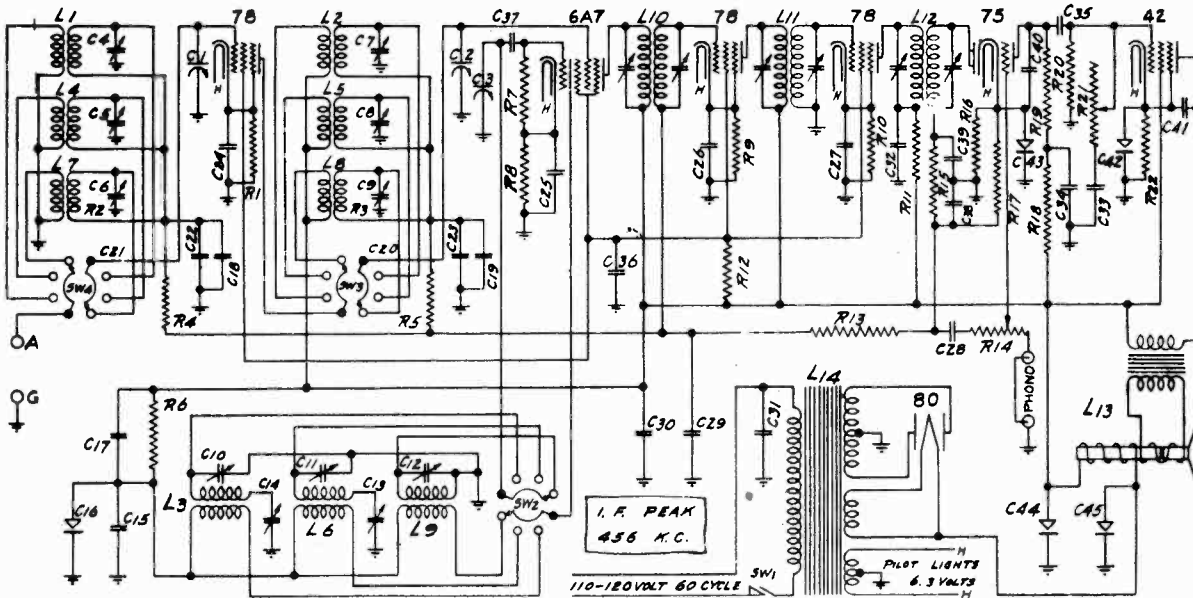 L1
C4
78
L2
C7
C37
6A7
L10
78
L11
78
L12
75
C35
42
C1
H
C2
C3
H
H
H
H
C40
R20
H
L4
C5
L5
C8
R7
R21
R16
R19
C41
C24
R1
C26
R9
C27
R10
C32
C39
C43
C42
R22
L7
C6
R2
L8
C9
R3
R8
C25
R11
R15
C38
R17
R18
C34
C33
C21
C22
C18
C20
C23
C19
C36
R12
SW4
SW3
R4
R5
R13
C28
R14
A
PHONO
G
R6
C17
C30
C29
C31
L14
80
L13
C10
C11
C12
C14
C13
C16
C15
L3
L6
L9
SW2
I.F. PEAK
456 K.C.
C44
C45
PILOT LIGHTS
6.3 VOLTS
H
H
110-120 VOLT 60 CYCLE
SW1